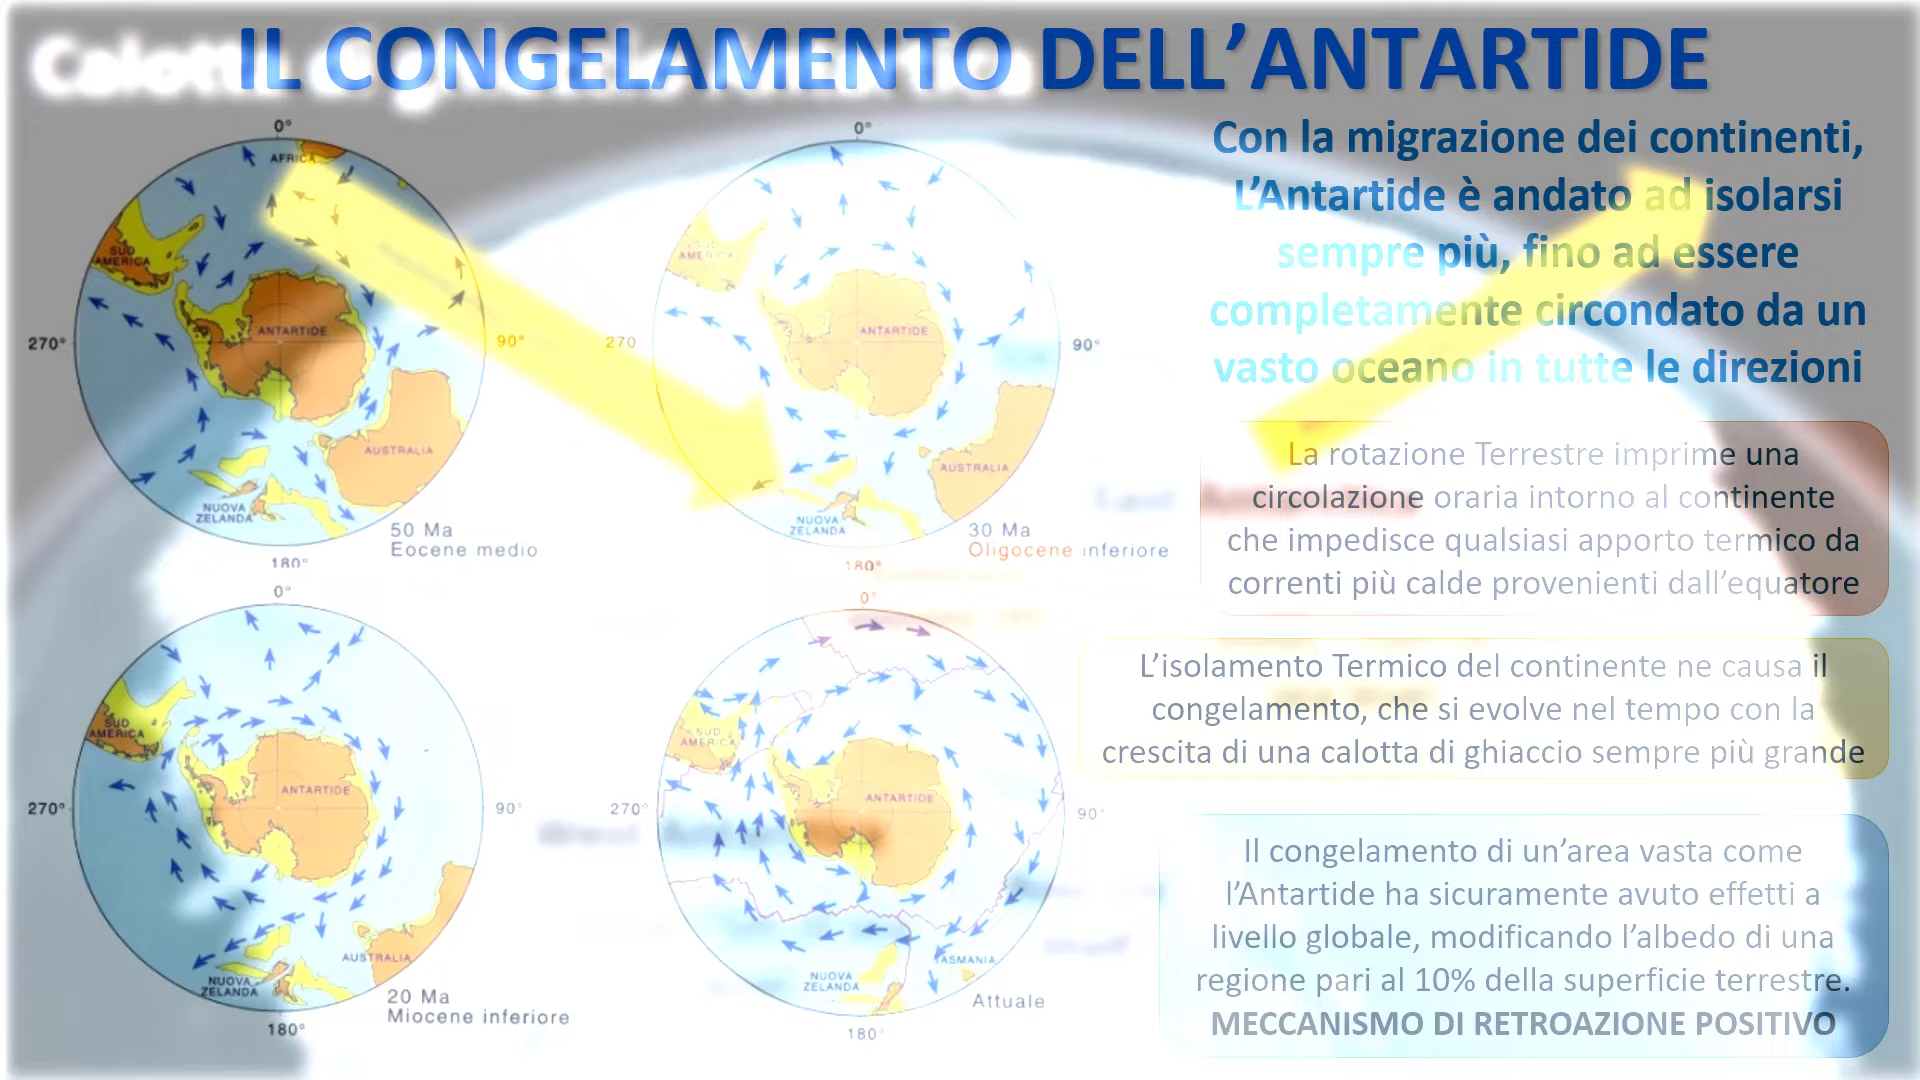 IL CONGELAMENTO DELL'ANTARTIDE
Con la migrazione dei continenti,
L'Antartide è andato ad isolarsi
sempre più, fino ad essere
completamente circondato da un
vasto oceano in tutte le direzioni
La rotazione Terrestre imprime una
circolazione oraria intorno al continente
che impedisce qualsiasi apporto termico da
correnti più calde provenienti dall'equatore
L'isolamento Termico del continente ne causa il
congelamento, che si evolve nel tempo con la
crescita di una calotta di ghiaccio sempre più grande
Il congelamento di un'area vasta come
l'Antartide ha sicuramente avuto effetti a
livello globale, modificando l'albedo di una
regione pari al 10% della superficie terrestre.
MECCANISMO DI RETROAZIONE POSITIVO
0°
AFRICA
SUD
AMERICA
ANTARTIDE
270°
90°
AUSTRALIA
NUOVA
ZELANDA
50 Ma
Eocene medio
180°
0°
SUD
AMERICA
ANTARTIDE
270
90°
AUSTRALIA
NUOVA
ZELANDA
30 Ma
Oligocene inferiore
180°
0°
SUD
AMERICA
ANTARTIDE
270°
90°
AUSTRALIA
NUOVA
ZELANDA
20 Ma
Miocene inferiore
180°
0°
SUD
AMERICA
ANTARTIDE
270°
90°
TASMANIA
NUOVA
ZELANDA
Attuale
180°